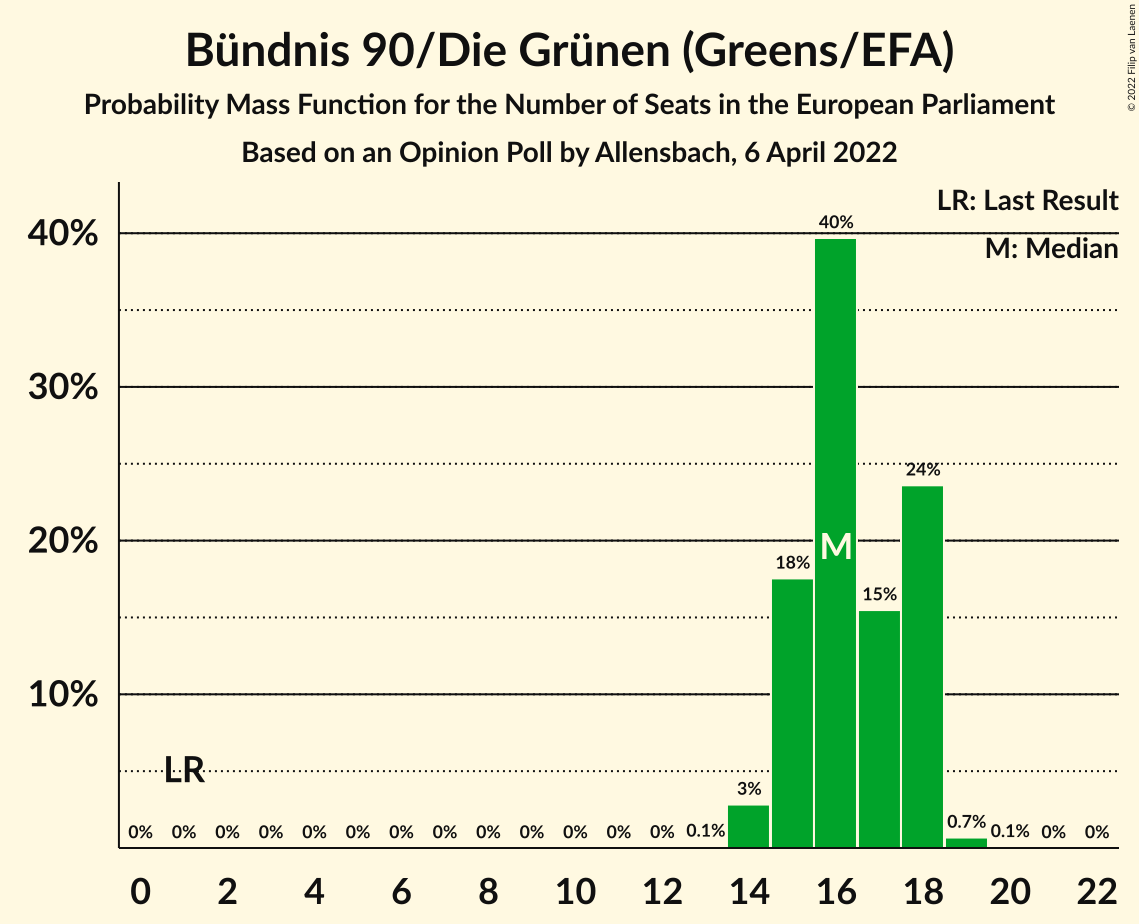 Bündnis 90/Die Grünen (Greens/EFA)
Probability Mass Function for the Number of Seats in the European Parliament
Based on an Opinion Poll by Allensbach, 6 April 2022
© 2022 Filip van Laenen
LR: Last Result
M: Median
40%
30%
20%
10%
40%
24%
18%
15%
M
LR
3%
0% 0% 0% 0% 0% 0% 0% 0% 0% 0% 0% 0% 0% 0.1% 0.7% 0.1% 0% 0%
0 2 4 6 8 10 12 14 16 18 20 22